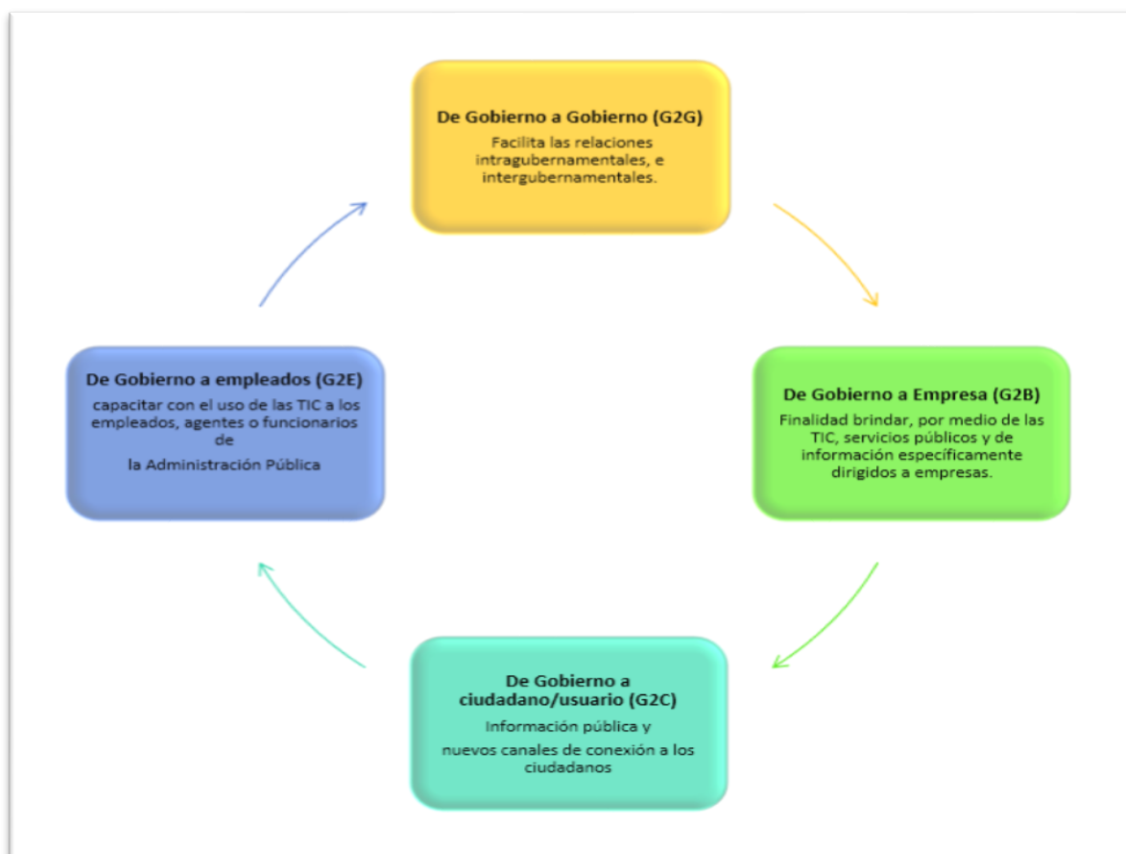 De Gobierno a Gobierno (G2G)
Facilita las relaciones
intragubernamentales, e
intergubernamentales.
De Gobierno a Empresa (G2B)
Finalidad brindar, por medio de las
TIC, servicios públicos y de
información específicamente
dirigidos a empresas.
De Gobierno a
ciudadano/usuario (G2C)
Información pública y
nuevos canales de conexión a los
ciudadanos
De Gobierno a empleados (G2E)
capacitar con el uso de las TIC a los
empleados, agentes o funcionarios
de
la Administración Pública